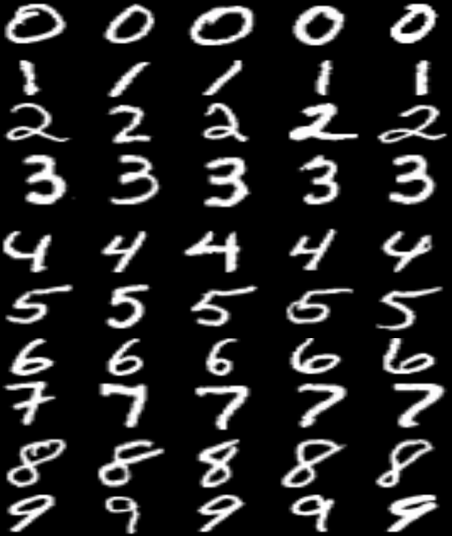 0 0 0 0 0
1 1 1 1 1
2 2 2 2 2
3 3 3 3 3
4 4 4 4 4
5 5 5 5 5
6 6 6 6 6
7 7 7 7 7
8 8 8 8 8
9 9 9 9 9